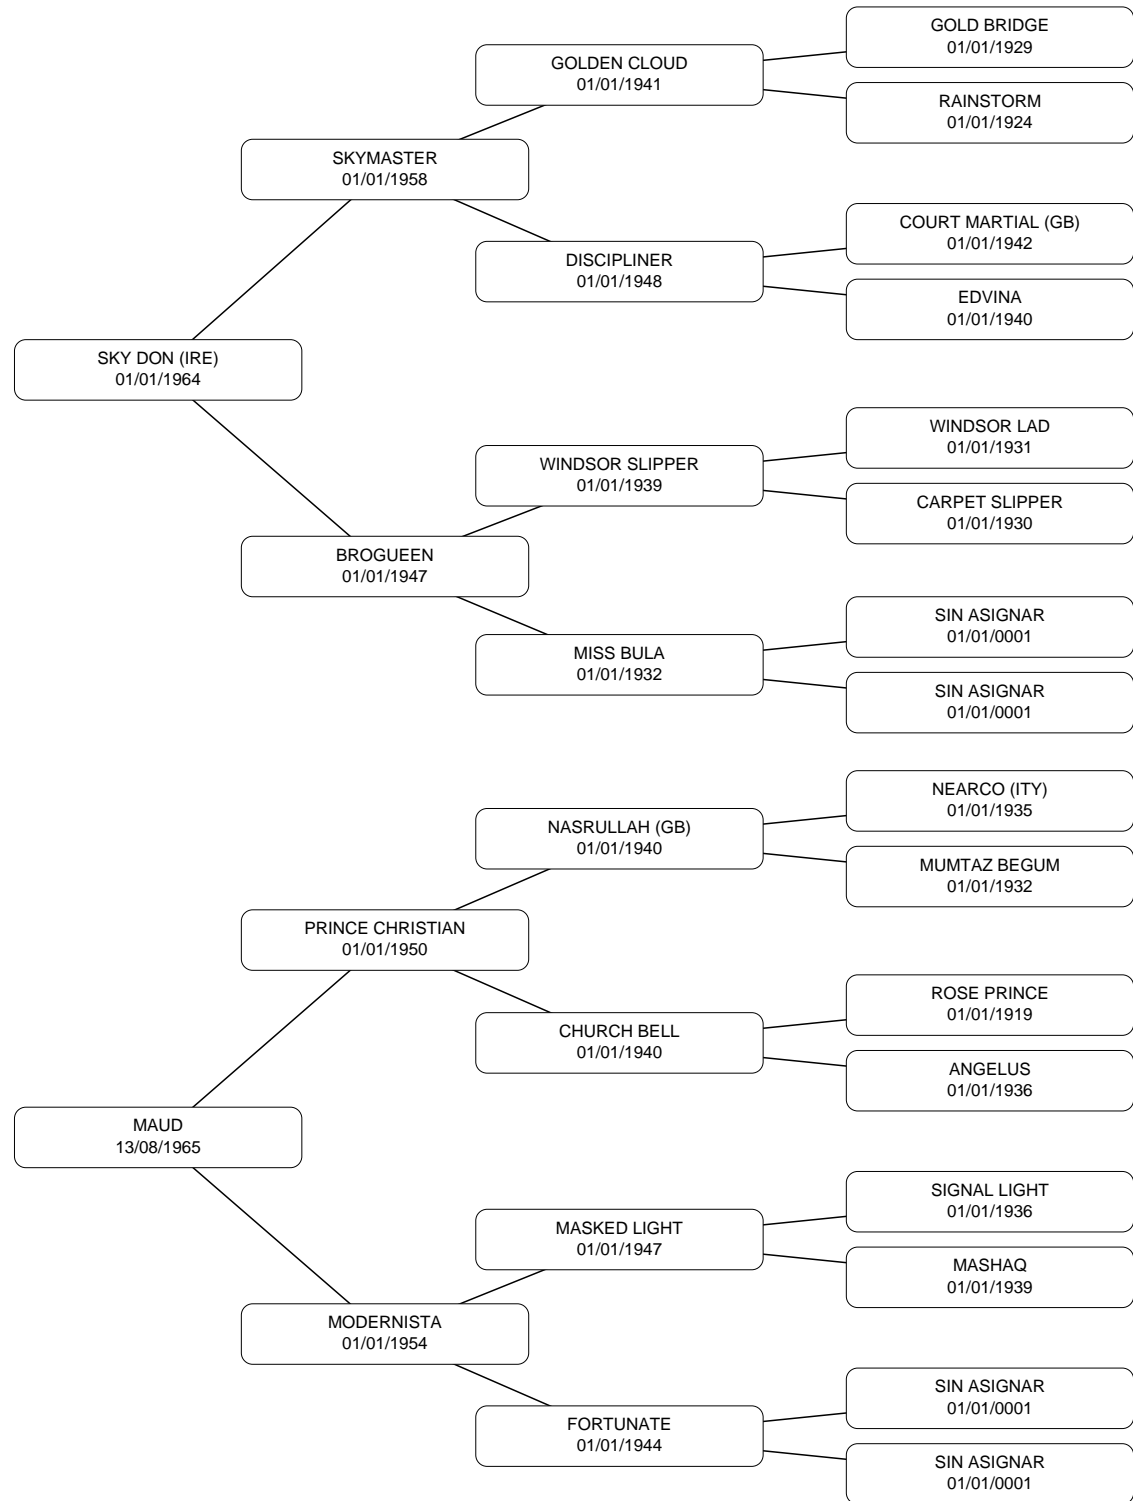 GOLD BRIDGE
01/01/1929
GOLDEN CLOUD
01/01/1941
RAINSTORM
01/01/1924
SKYMASTER
01/01/1958
COURT MARTIAL (GB)
01/01/1942
DISCIPLINER
01/01/1948
EDVINA
01/01/1940
SKY DON (IRE)
01/01/1964
WINDSOR LAD
01/01/1931
WINDSOR SLIPPER
01/01/1939
CARPET SLIPPER
01/01/1930
BROGUEEN
01/01/1947
SIN ASIGNAR
01/01/0001
MISS BULA
01/01/1932
SIN ASIGNAR
01/01/0001
NEARCO (ITY)
01/01/1935
NASRULLAH (GB)
01/01/1940
MUMTAZ BEGUM
01/01/1932
PRINCE CHRISTIAN
01/01/1950
ROSE PRINCE
01/01/1919
CHURCH BELL
01/01/1940
ANGELUS
01/01/1936
MAUD
13/08/1965
SIGNAL LIGHT
01/01/1936
MASKED LIGHT
01/01/1947
MASHAQ
01/01/1939
MODERNISTA
01/01/1954
SIN ASIGNAR
01/01/0001
FORTUNATE
01/01/1944
SIN ASIGNAR
01/01/0001